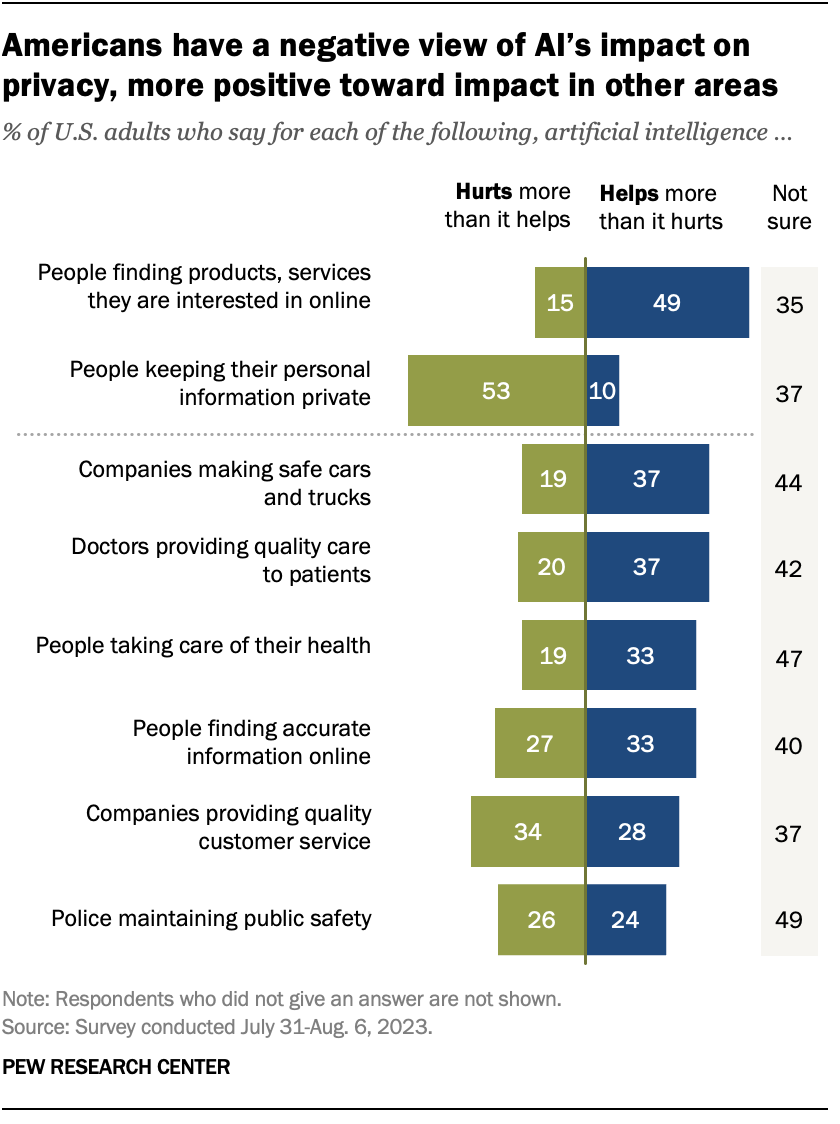 Americans have a negative view of AI's impact on
privacy, more positive toward impact in other areas
% of U.S. adults who say for each of the following, artificial intelligence ...
Hurts more
than it helps
Helps more
than it hurts
Not
sure
People finding products, services
they are interested in online
15
49
35
People keeping their personal
information private
53
10
37
Companies making safe cars
and trucks
19
37
44
Doctors providing quality care
to patients
20
37
42
People taking care of their health
19
33
47
People finding accurate
information online
27
33
40
Companies providing quality
customer service
34
28
37
Police maintaining public safety
26
24
49
Note: Respondents who did not give an answer are not shown.
Source: Survey conducted July 31-Aug. 6, 2023.
PEW RESEARCH CENTER